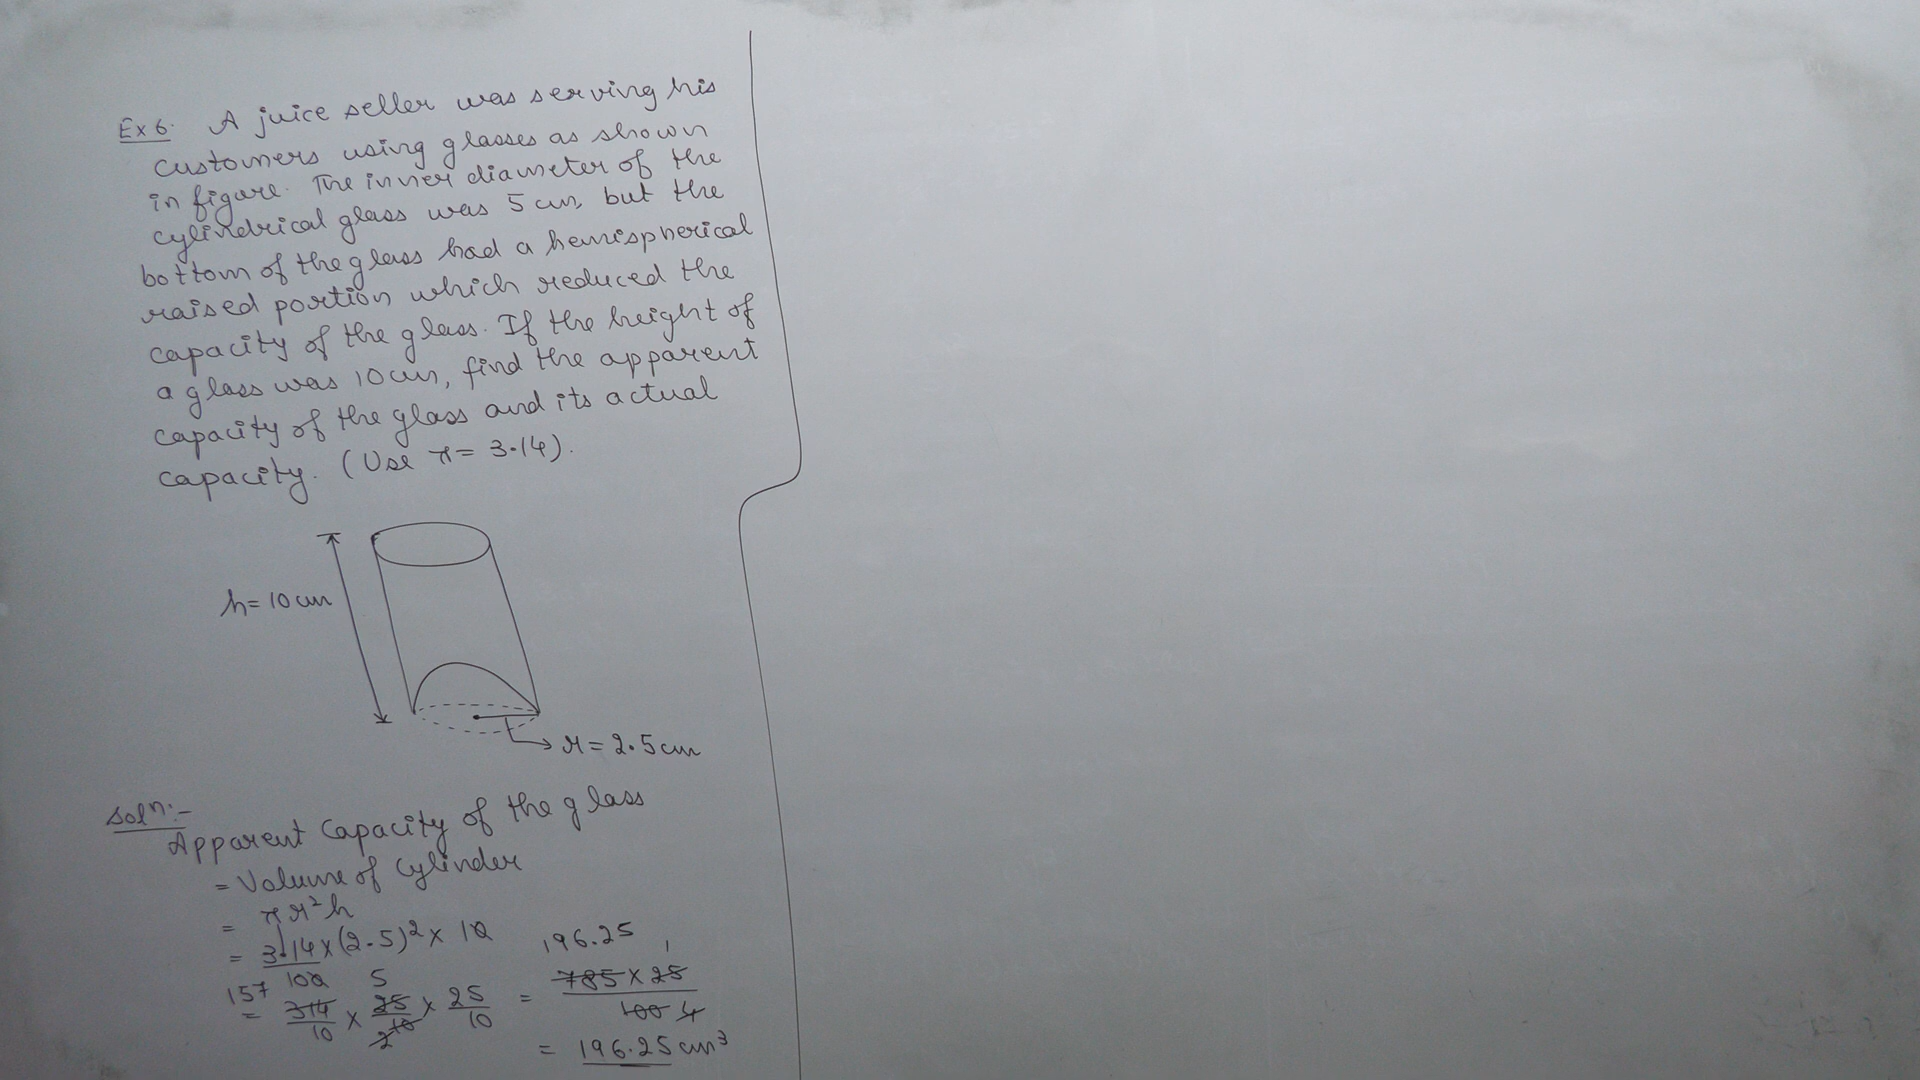 Ex 6. A juice seller was serving his
customers using glasses as shown
in figure. The inner diameter of the
cylindrical glass was 5 cm, but the
bottom of the glass had a hemispherical
raised portion which reduced the
capacity of the glass. If the height of
a glass was 10 cm, find the apparent
capacity of the glass and its actual
capacity. (Use π = 3.14).
h = 10 cm
r = 2.5 cm
Solⁿ:-
Apparent Capacity of the glass
= Volume of cylinder
= πr²h
= 3.14 × (2.5)² × 10
100
157 5
= 314/10 × 25/10 × 25/10
2
196.25 1
= 785 × 25
100 4
= 196.25 cm³